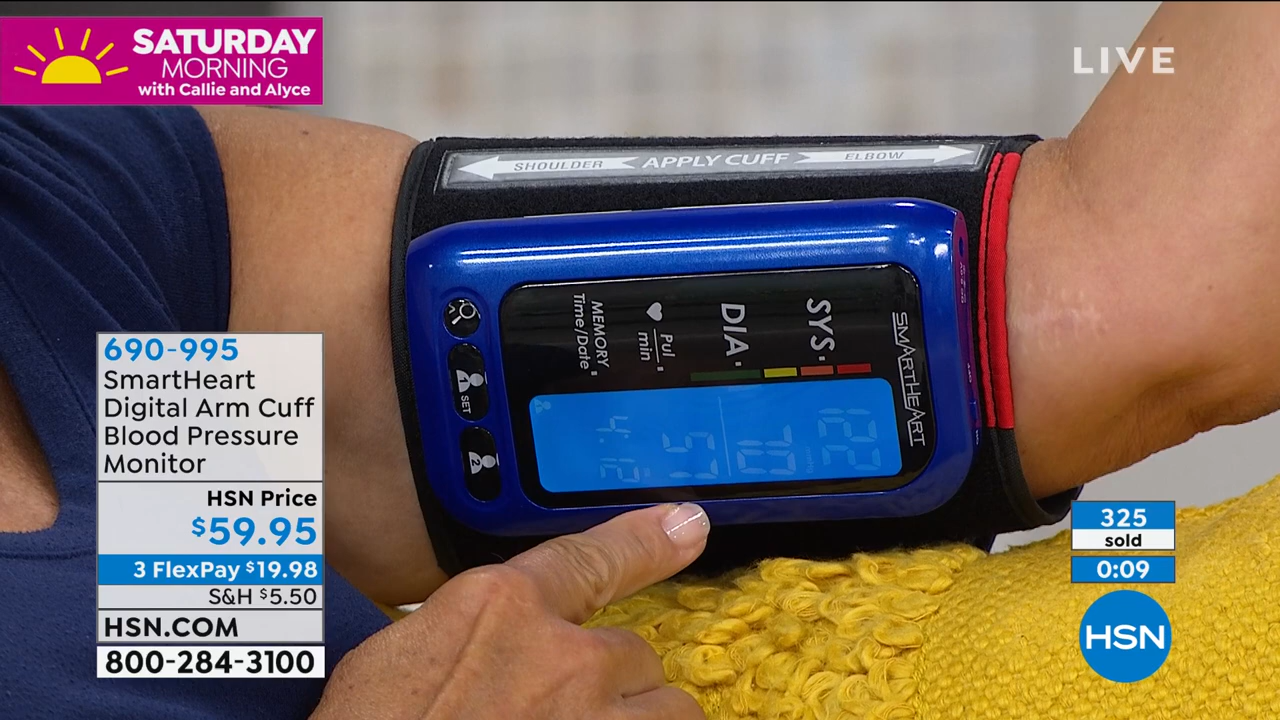 SATURDAY
MORNING
with Callie and Alyce
LIVE
SHOULDER APPLY CUFF ELBOW
SMARTHEART
SYS.
DIA.
Pul
min
MEMORY
Time/Date
1 SET
2
690-995
SmartHeart
Digital Arm Cuff
Blood Pressure
Monitor
HSN Price
$59.95
3 FlexPay $19.98
S&H $5.50
HSN.COM
800-284-3100
325
sold
0:09
HSN